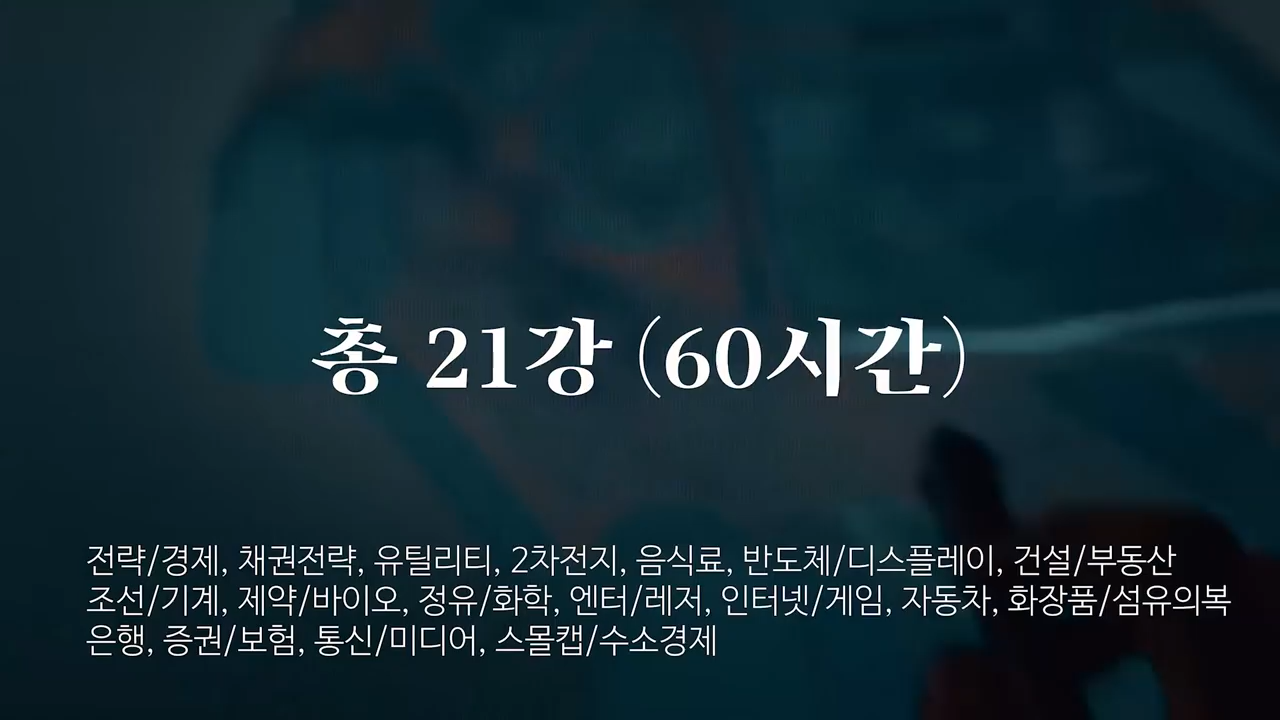 총 21강 (60시간)
전략/경제, 채권전략, 유틸리티, 2차전지, 음식료, 반도체/디스플레이, 건설/부동산
조선/기계, 제약/바이오, 정유/화학, 엔터/레저, 인터넷/게임, 자동차, 화장품/섬유의복
은행, 증권/보험, 통신/미디어, 스몰캡/수소경제